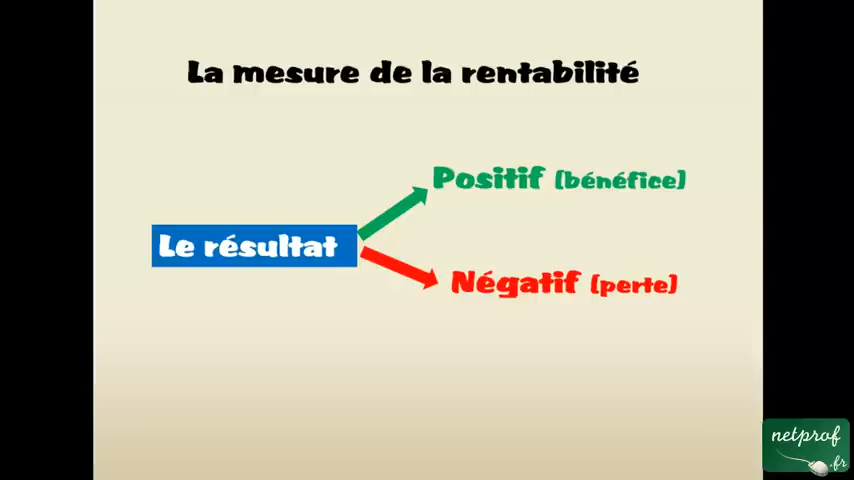 La mesure de la rentabilité
Positif (bénéfice)
Le résultat
Négatif (perte)
netprof
.fr